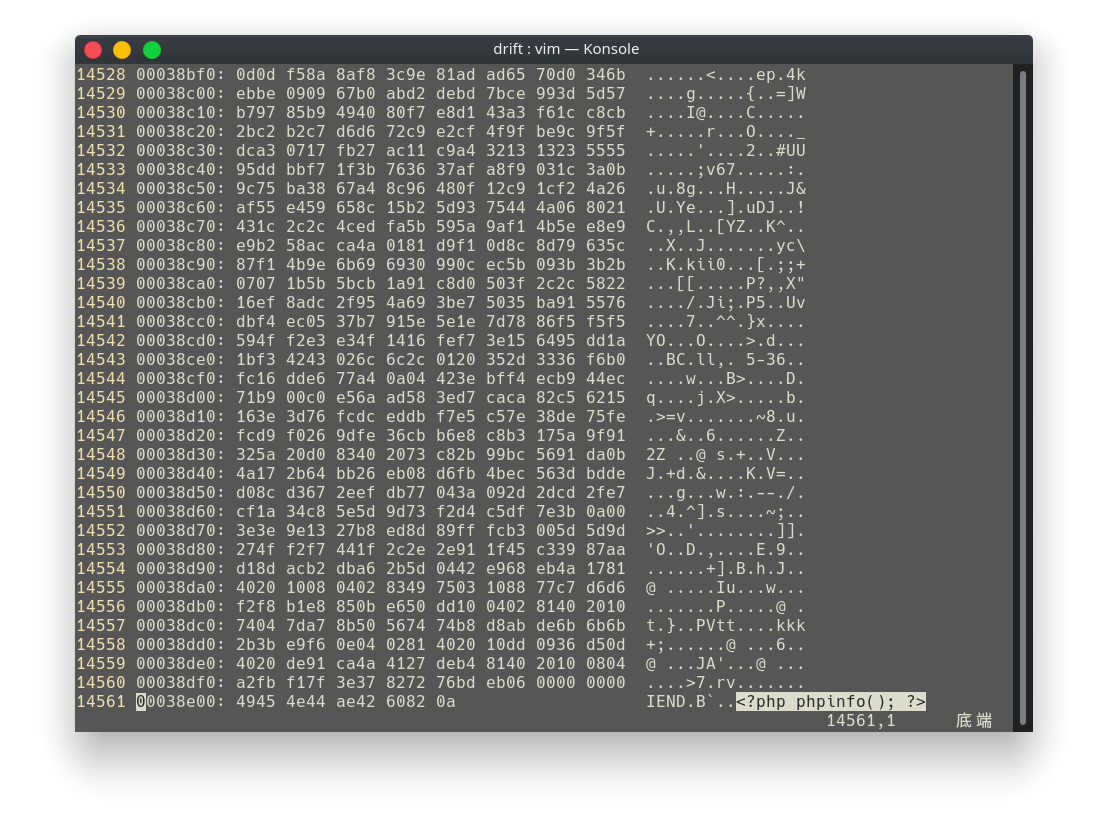 drift : vim — Konsole
14528 00038bf0: 0d0d f58a 8af8 3c9e 81ad ad65 70d0 346b  ......<....ep.4k
14529 00038c00: ebbe 0909 67b0 abd2 debd 7bce 993d 5d57  ....g.....{..=]W
14530 00038c10: b797 85b9 4940 80f7 e8d1 43a3 f61c c8cb  ....I@....C.....
14531 00038c20: 2bc2 b2c7 d6d6 72c9 e2cf 4f9f be9c 9f5f  +.....r...O...._
14532 00038c30: dca3 0717 fb27 ac11 c9a4 3213 1323 5555  .....'....2..#UU
14533 00038c40: 95dd bbf7 1f3b 7636 37af a8f9 031c 3a0b  .....;v67.....:.
14534 00038c50: 9c75 ba38 67a4 8c96 480f 12c9 1cf2 4a26  .u.8g...H.....J&
14535 00038c60: af55 e459 658c 15b2 5d93 7544 4a06 8021  .U.Ye...].uDJ..!
14536 00038c70: 431c 2c2c 4ced fa5b 595a 9af1 4b5e e8e9  C.,,L..[YZ..K^..
14537 00038c80: e9b2 58ac ca4a 0181 d9f1 0d8c 8d79 635c  ..X..J.......yc\
14538 00038c90: 87f1 4b9e 6b69 6930 990c ec5b 093b 3b2b  ..K.kii0...[.;;+
14539 00038ca0: 0707 1b5b 5bcb 1a91 c8d0 503f 2c2c 5822  ...[[.....P?,,X"
14540 00038cb0: 16ef 8adc 2f95 4a69 3be7 5035 ba91 5576  ..../.Ji;.P5..Uv
14541 00038cc0: dbf4 ec05 37b7 915e 5e1e 7d78 86f5 f5f5  ....7..^^.}x....
14542 00038cd0: 594f f2e3 e34f 1416 fef7 3e15 6495 dd1a  YO...O....>.d...
14543 00038ce0: 1bf3 4243 026c 6c2c 0120 352d 3336 f6b0  ..BC.ll,. 5-36..
14544 00038cf0: fc16 dde6 77a4 0a04 423e bff4 ecb9 44ec  ....w...B>....D.
14545 00038d00: 71b9 00c0 e56a ad58 3ed7 caca 82c5 6215  q....j.X>.....b.
14546 00038d10: 163e 3d76 fcdc eddb f7e5 c57e 38de 75fe  .>=v.......~8.u.
14547 00038d20: fcd9 f026 9dfe 36cb b6e8 c8b3 175a 9f91  ...&..6......Z..
14548 00038d30: 325a 20d0 8340 2073 c82b 99bc 5691 da0b  2Z ..@ s.+..V...
14549 00038d40: 4a17 2b64 bb26 eb08 d6fb 4bec 563d bdde  J.+d.&....K.V=..
14550 00038d50: d08c d367 2eef db77 043a 092d 2dcd 2fe7  ...g...w.:.--./.
14551 00038d60: cf1a 34c8 5e5d 9d73 f2d4 c5df 7e3b 0a00  ..4.^].s....~;..
14552 00038d70: 3e3e 9e13 27b8 ed8d 89ff fcb3 005d 5d9d  >>..'........]].
14553 00038d80: 274f f2f7 441f 2c2e 2e91 1f45 c339 87aa  'O..D.,....E.9..
14554 00038d90: d18d acb2 dba6 2b5d 0442 e968 eb4a 1781  ......+].B.h.J..
14555 00038da0: 4020 1008 0402 8349 7503 1088 77c7 d6d6  @ .....Iu...w...
14556 00038db0: f2f8 b1e8 850b e650 dd10 0402 8140 2010  .......P.....@ .
14557 00038dc0: 7404 7da7 8b50 5674 74b8 d8ab de6b 6b6b  t.}..PVtt....kkk
14558 00038dd0: 2b3b e9f6 0e04 0281 4020 10dd 0936 d50d  +;......@ ...6..
14559 00038de0: 4020 de91 ca4a 4127 deb4 8140 2010 0804  @ ...JA'...@ ...
14560 00038df0: a2fb f17f 3e37 8272 76bd eb06 0000 0000  ....>7.rv.......
14561 00038e00: 4945 4e44 ae42 6082 0a                   IEND.B`..<?php phpinfo(); ?>
14561,1 底端